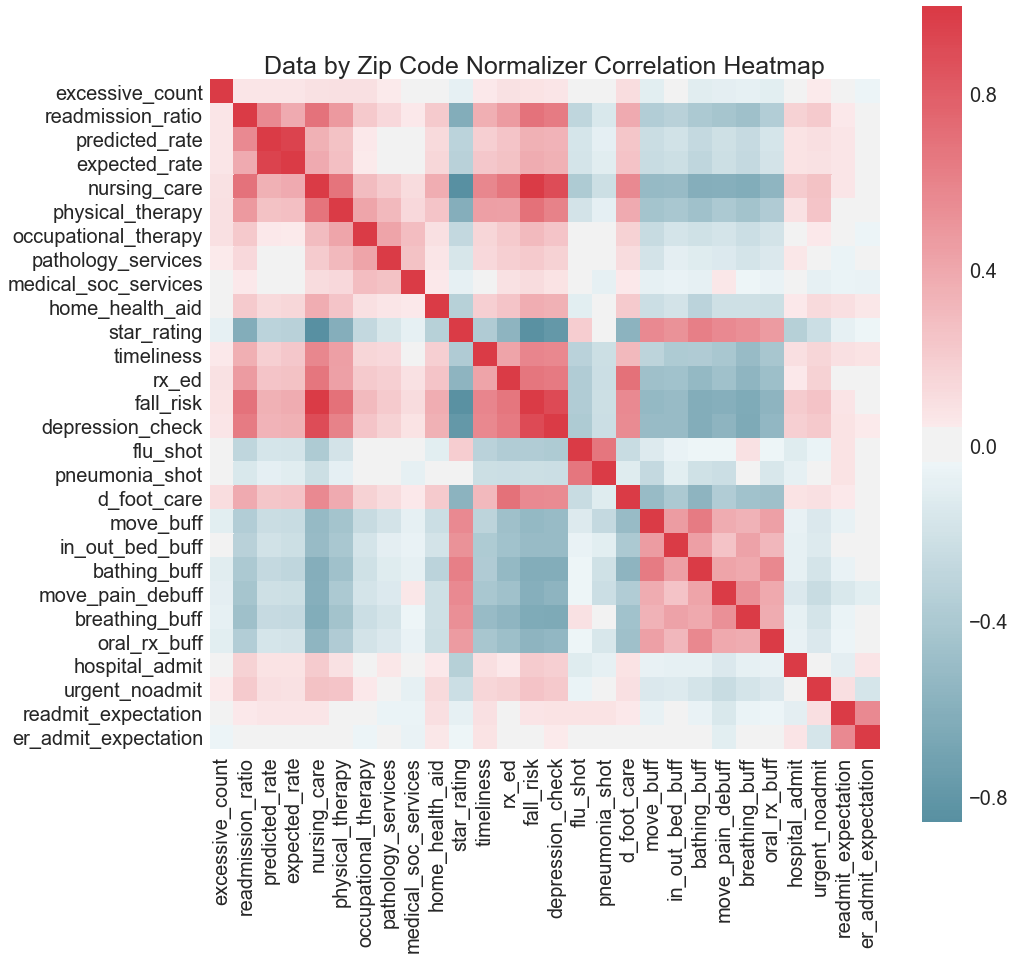 Data by Zip Code Normalizer Correlation Heatmap
excessive_count
readmission_ratio
predicted_rate
expected_rate
nursing_care
physical_therapy
occupational_therapy
pathology_services
medical_soc_services
home_health_aid
star_rating
timeliness
rx_ed
fall_risk
depression_check
flu_shot
pneumonia_shot
d_foot_care
move_buff
in_out_bed_buff
bathing_buff
move_pain_debuff
breathing_buff
oral_rx_buff
hospital_admit
urgent_noadmit
readmit_expectation
er_admit_expectation
excessive_count
readmission_ratio
predicted_rate
expected_rate
nursing_care
physical_therapy
occupational_therapy
pathology_services
medical_soc_services
home_health_aid
star_rating
timeliness
rx_ed
fall_risk
depression_check
flu_shot
pneumonia_shot
d_foot_care
move_buff
in_out_bed_buff
bathing_buff
move_pain_debuff
breathing_buff
oral_rx_buff
hospital_admit
urgent_noadmit
readmit_expectation
er_admit_expectation
0.8
0.4
0.0
−0.4
−0.8